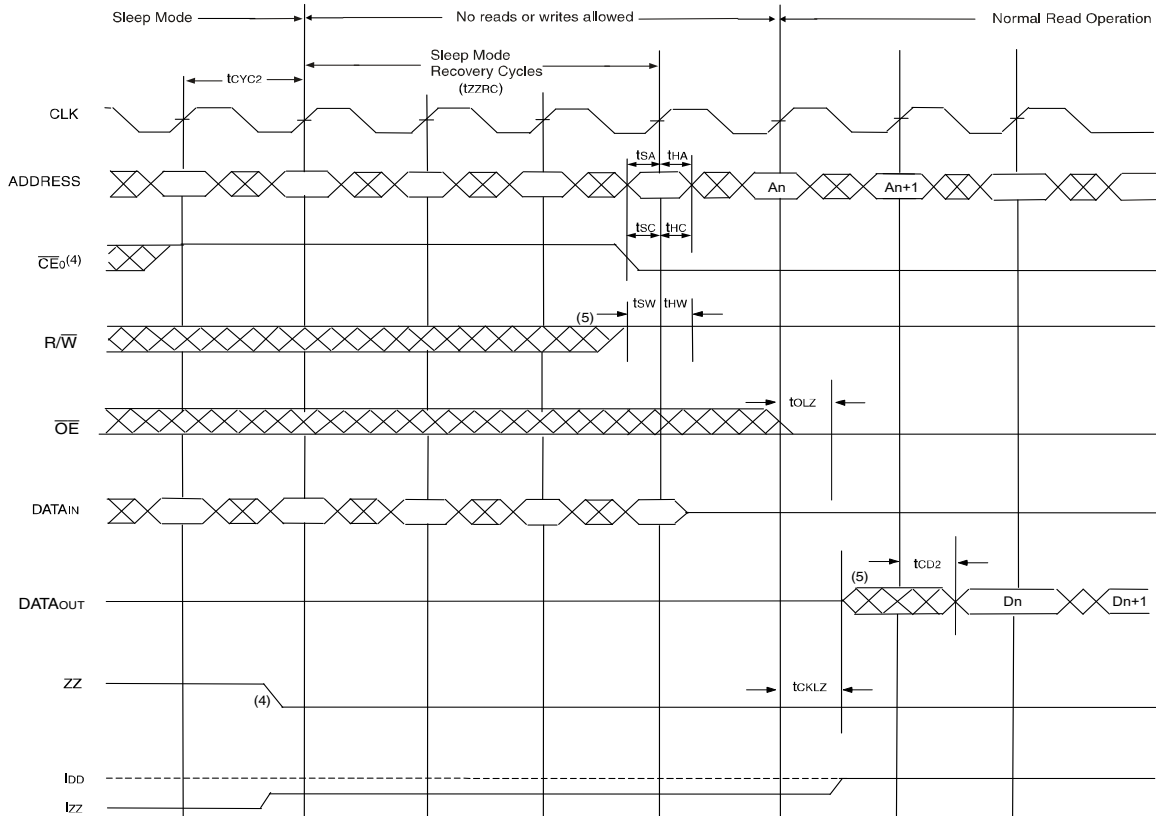 Sleep Mode
No reads or writes allowed
Normal Read Operation
Sleep Mode
Recovery Cycles
(tZZRC)
tCYC2
CLK
tSA tHA
ADDRESS
An
An+1
tSC tHC
CE0(4)
tSW tHW
(5)
R/W
tOLZ
OE
DATAIN
tCD2
(5)
DATAOUT
Dn
Dn+1
ZZ
(4)
tCKLZ
IDD
IZZ